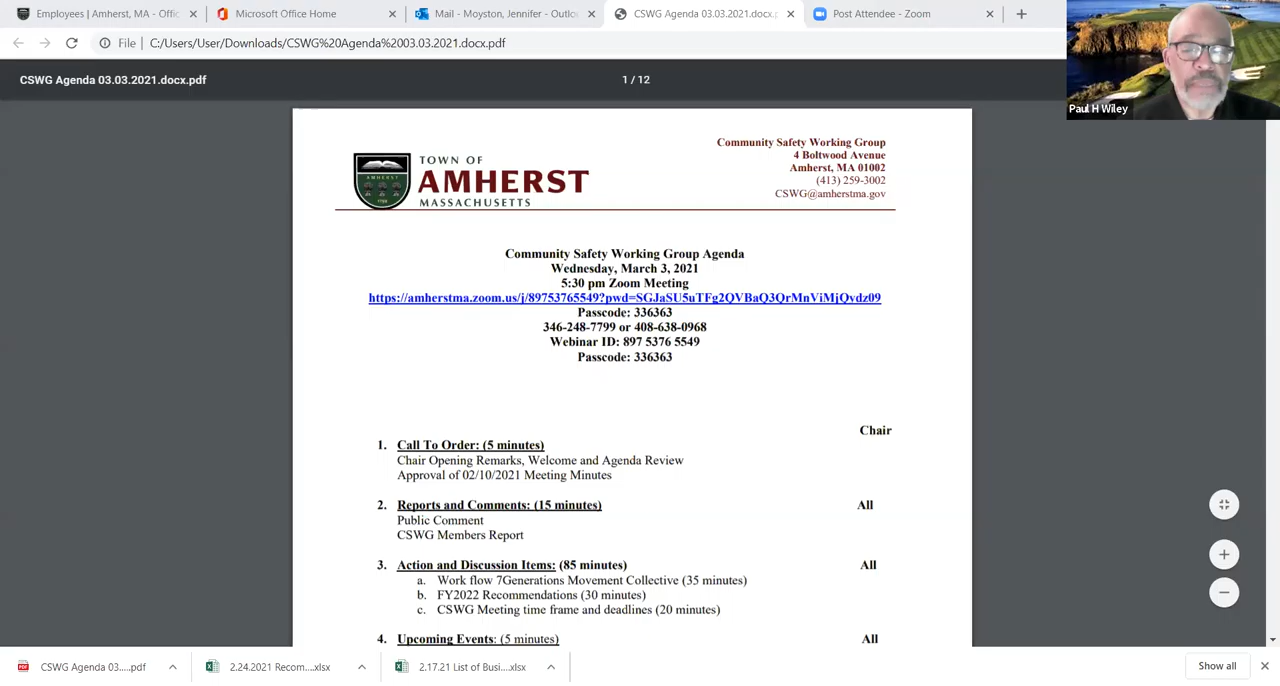 Employees | Amherst, MA - Offic
Microsoft Office Home
Mail - Moyston, Jennifer - Outlo
CSWG Agenda 03.03.2021.docx.p
Post Attendee - Zoom
File
C:/Users/User/Downloads/CSWG%20Agenda%2003.03.2021.docx.pdf
CSWG Agenda 03.03.2021.docx.pdf
1 / 12
Paul H Wiley
Community Safety Working Group
4 Boltwood Avenue
Amherst, MA 01002
(413) 259-3002
CSWG@amherstma.gov
TOWN OF
AMHERST
MASSACHUSETTS
AMHERST
Community Safety Working Group Agenda
Wednesday, March 3, 2021
5:30 pm Zoom Meeting
https://amherstma.zoom.us/j/89753765549?pwd=SGJaSU5uTFg2QVBaQ3QrMnViMjQvdz09
Passcode: 336363
346-248-7799 or 408-638-0968
Webinar ID: 897 5376 5549
Passcode: 336363
Chair
1. Call To Order: (5 minutes)
Chair Opening Remarks, Welcome and Agenda Review
Approval of 02/10/2021 Meeting Minutes
2. Reports and Comments: (15 minutes) All
Public Comment
CSWG Members Report
3. Action and Discussion Items: (85 minutes) All
a. Work flow 7Generations Movement Collective (35 minutes)
b. FY2022 Recommendations (30 minutes)
c. CSWG Meeting time frame and deadlines (20 minutes)
4. Upcoming Events: (5 minutes) All
CSWG Agenda 03.....pdf
2.24.2021 Recom....xlsx
2.17.21 List of Busi....xlsx
Show all